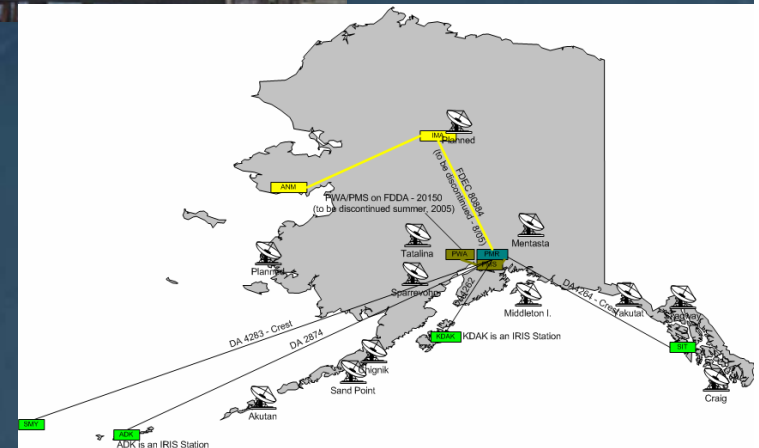 IMA
Planned
ANM
FDEC 80884
(to be discontinued - 8/05)
PWA/PMS on FDDA - 20150
(to be discontinued summer, 2005)
Mentasta
Tatalina
PWA
PMR
PMS
Planned
Sparrevohn
DA 4264 - Crest
Yakutat
Middleton I.
KDAK
KDAK is an IRIS Station
SIT
DA 4283 - Crest
DA 2874
Chignik
Sand Point
Craig
Akutan
SMY
ADK
ADK is an IRIS Station